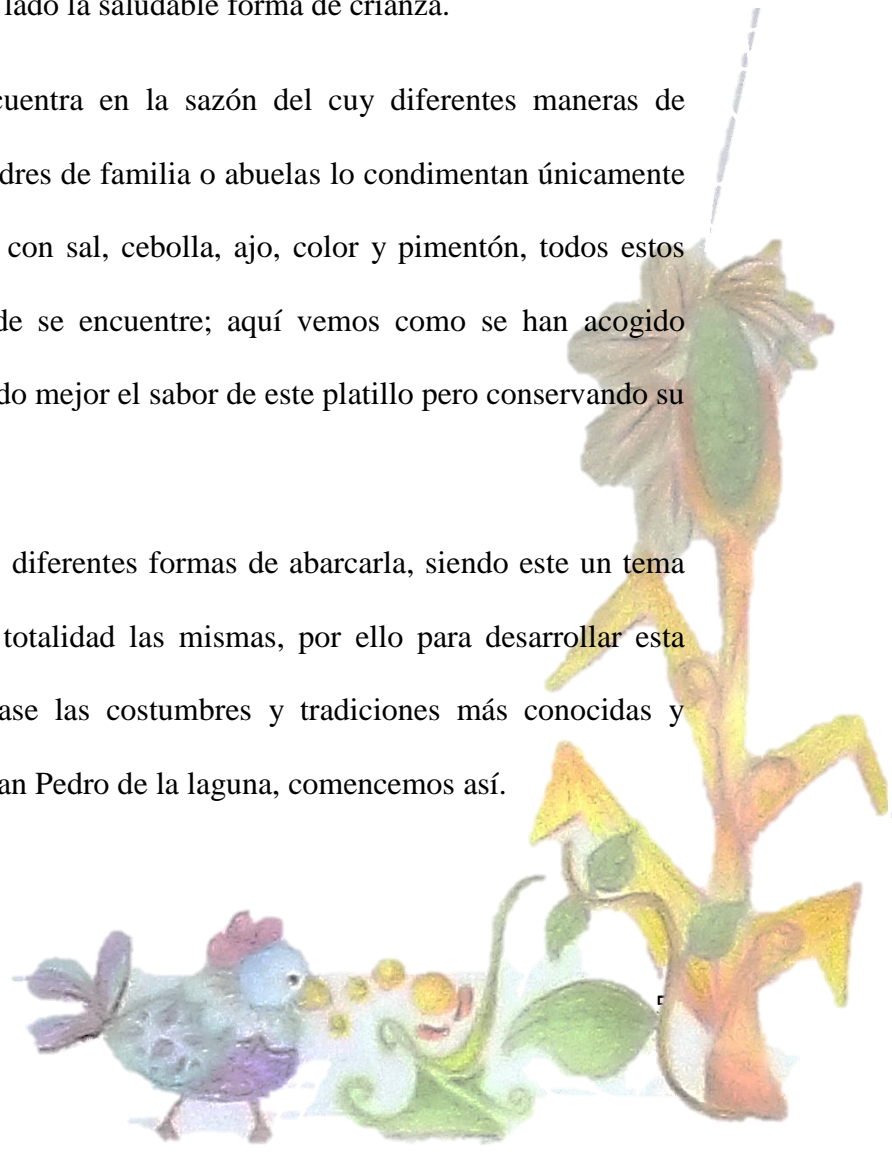 lado la saludable forma de crianza.
cuentra en la sazón del cuy diferentes maneras de
dres de familia o abuelas lo condimentan únicamente
con sal, cebolla, ajo, color y pimentón, todos estos
de se encuentre; aquí vemos como se han acogido
do mejor el sabor de este platillo pero conservando su
diferentes formas de abarcarla, siendo este un tema
totalidad las mismas, por ello para desarrollar esta
ase las costumbres y tradiciones más conocidas y
an Pedro de la laguna, comencemos así.